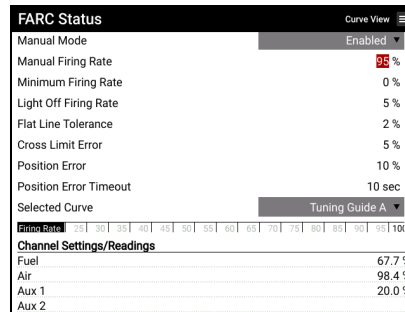 FARC Status Curve View
Manual Mode Enabled
Manual Firing Rate 95 %
Minimum Firing Rate 0 %
Light Off Firing Rate 5 %
Flat Line Tolerance 2 %
Cross Limit Error 5 %
Position Error 10 %
Position Error Timeout 10 sec
Selected Curve Tuning Guide A
Firing Rate 25 30 35 40 45 50 55 60 65 70 75 80 85 90 95 100
Channel Settings/Readings
Fuel 67.7 %
Air 98.4 %
Aux 1 20.0 %
Aux 2